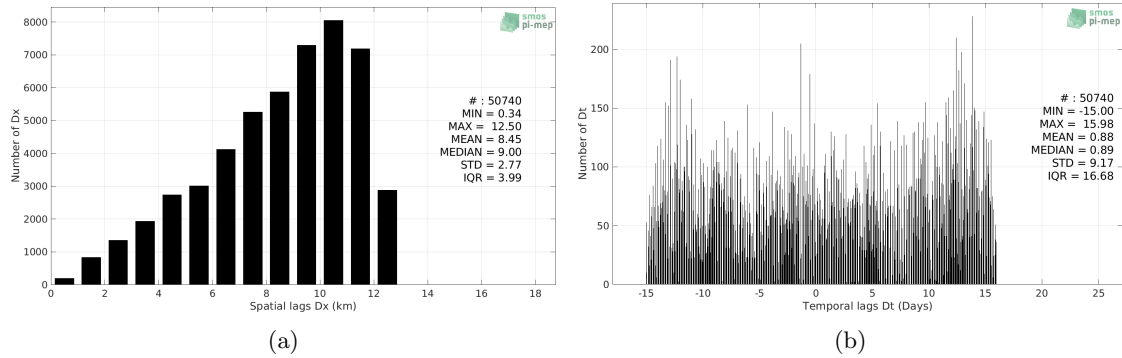 8000
7000
6000
5000
4000
3000
2000
1000
0
Number of Dx
0 2 4 6 8 10 12 14 16 18
Spatial lags Dx (km)
smos
pi-mep
# : 50740
MIN = 0.34
MAX = 12.50
MEAN = 8.45
MEDIAN = 9.00
STD = 2.77
IQR = 3.99
(a)
200
150
100
50
0
Number of Dt
-15 -10 -5 0 5 10 15 20 25
Temporal lags Dt (Days)
smos
pi-mep
# : 50740
MIN = -15.00
MAX = 15.98
MEAN = 0.88
MEDIAN = 0.89
STD = 9.17
IQR = 16.68
(b)